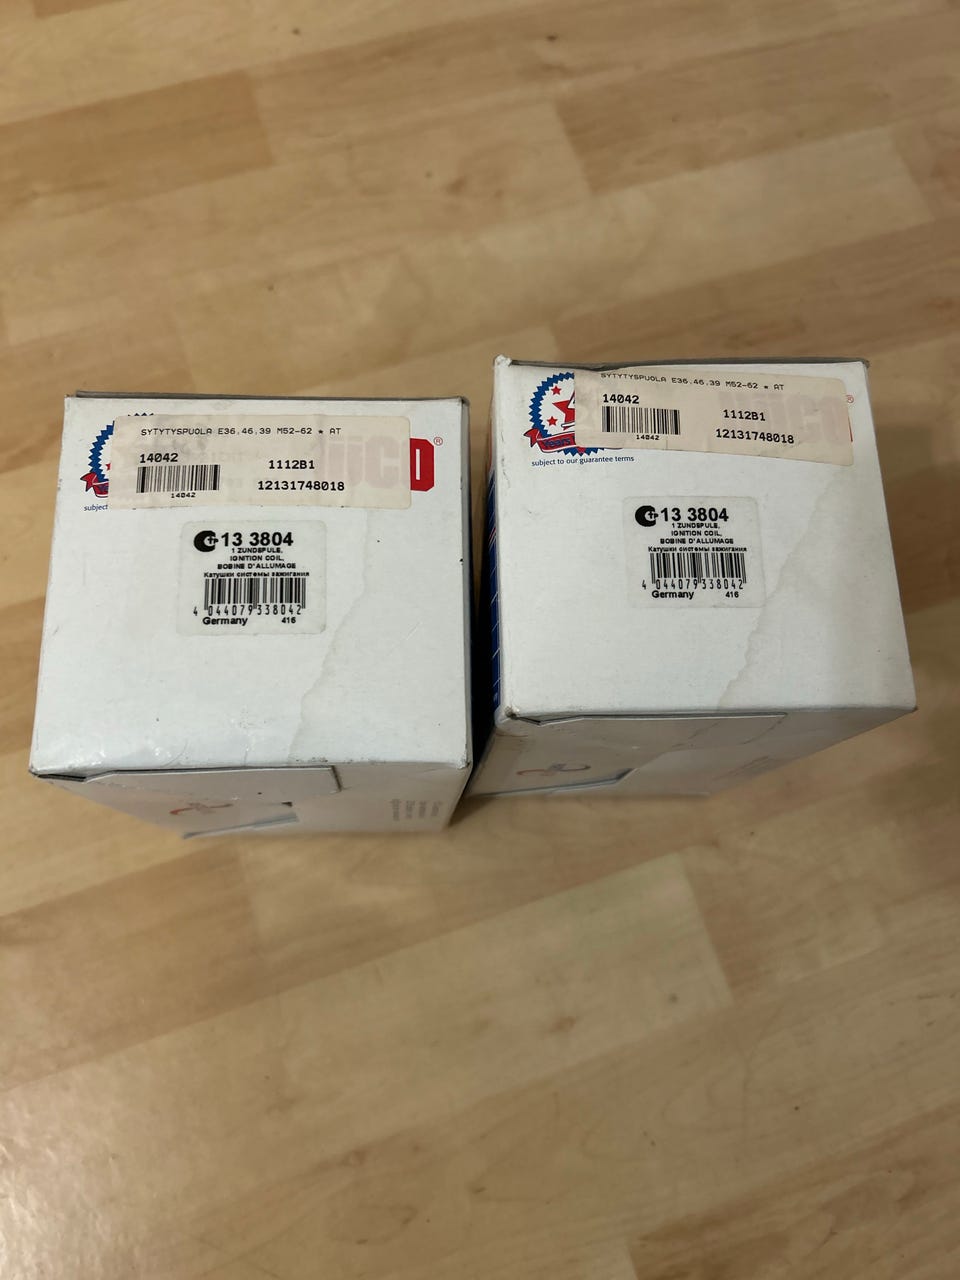 SYTYTYSPUOLA E36.46.39 M52-62 * AT
14042
1112B1
14042
12131748018
®
subject
13 3804
1 ZUNDSPULE,
IGNITION COIL,
BOBINE D'ALLUMAGE
Катушки системы зажигания
4 044079 338042
Germany 416
SYTYTYSPUOLA E36.46.39 M52-62 * AT
14042
1112B1
14042
12131748018
®
Years
subject to our guarantee terms
13 3804
1 ZUNDSPULE,
IGNITION COIL,
BOBINE D'ALLUMAGE
Катушки системы зажигания
4 044079 338042
Germany 416